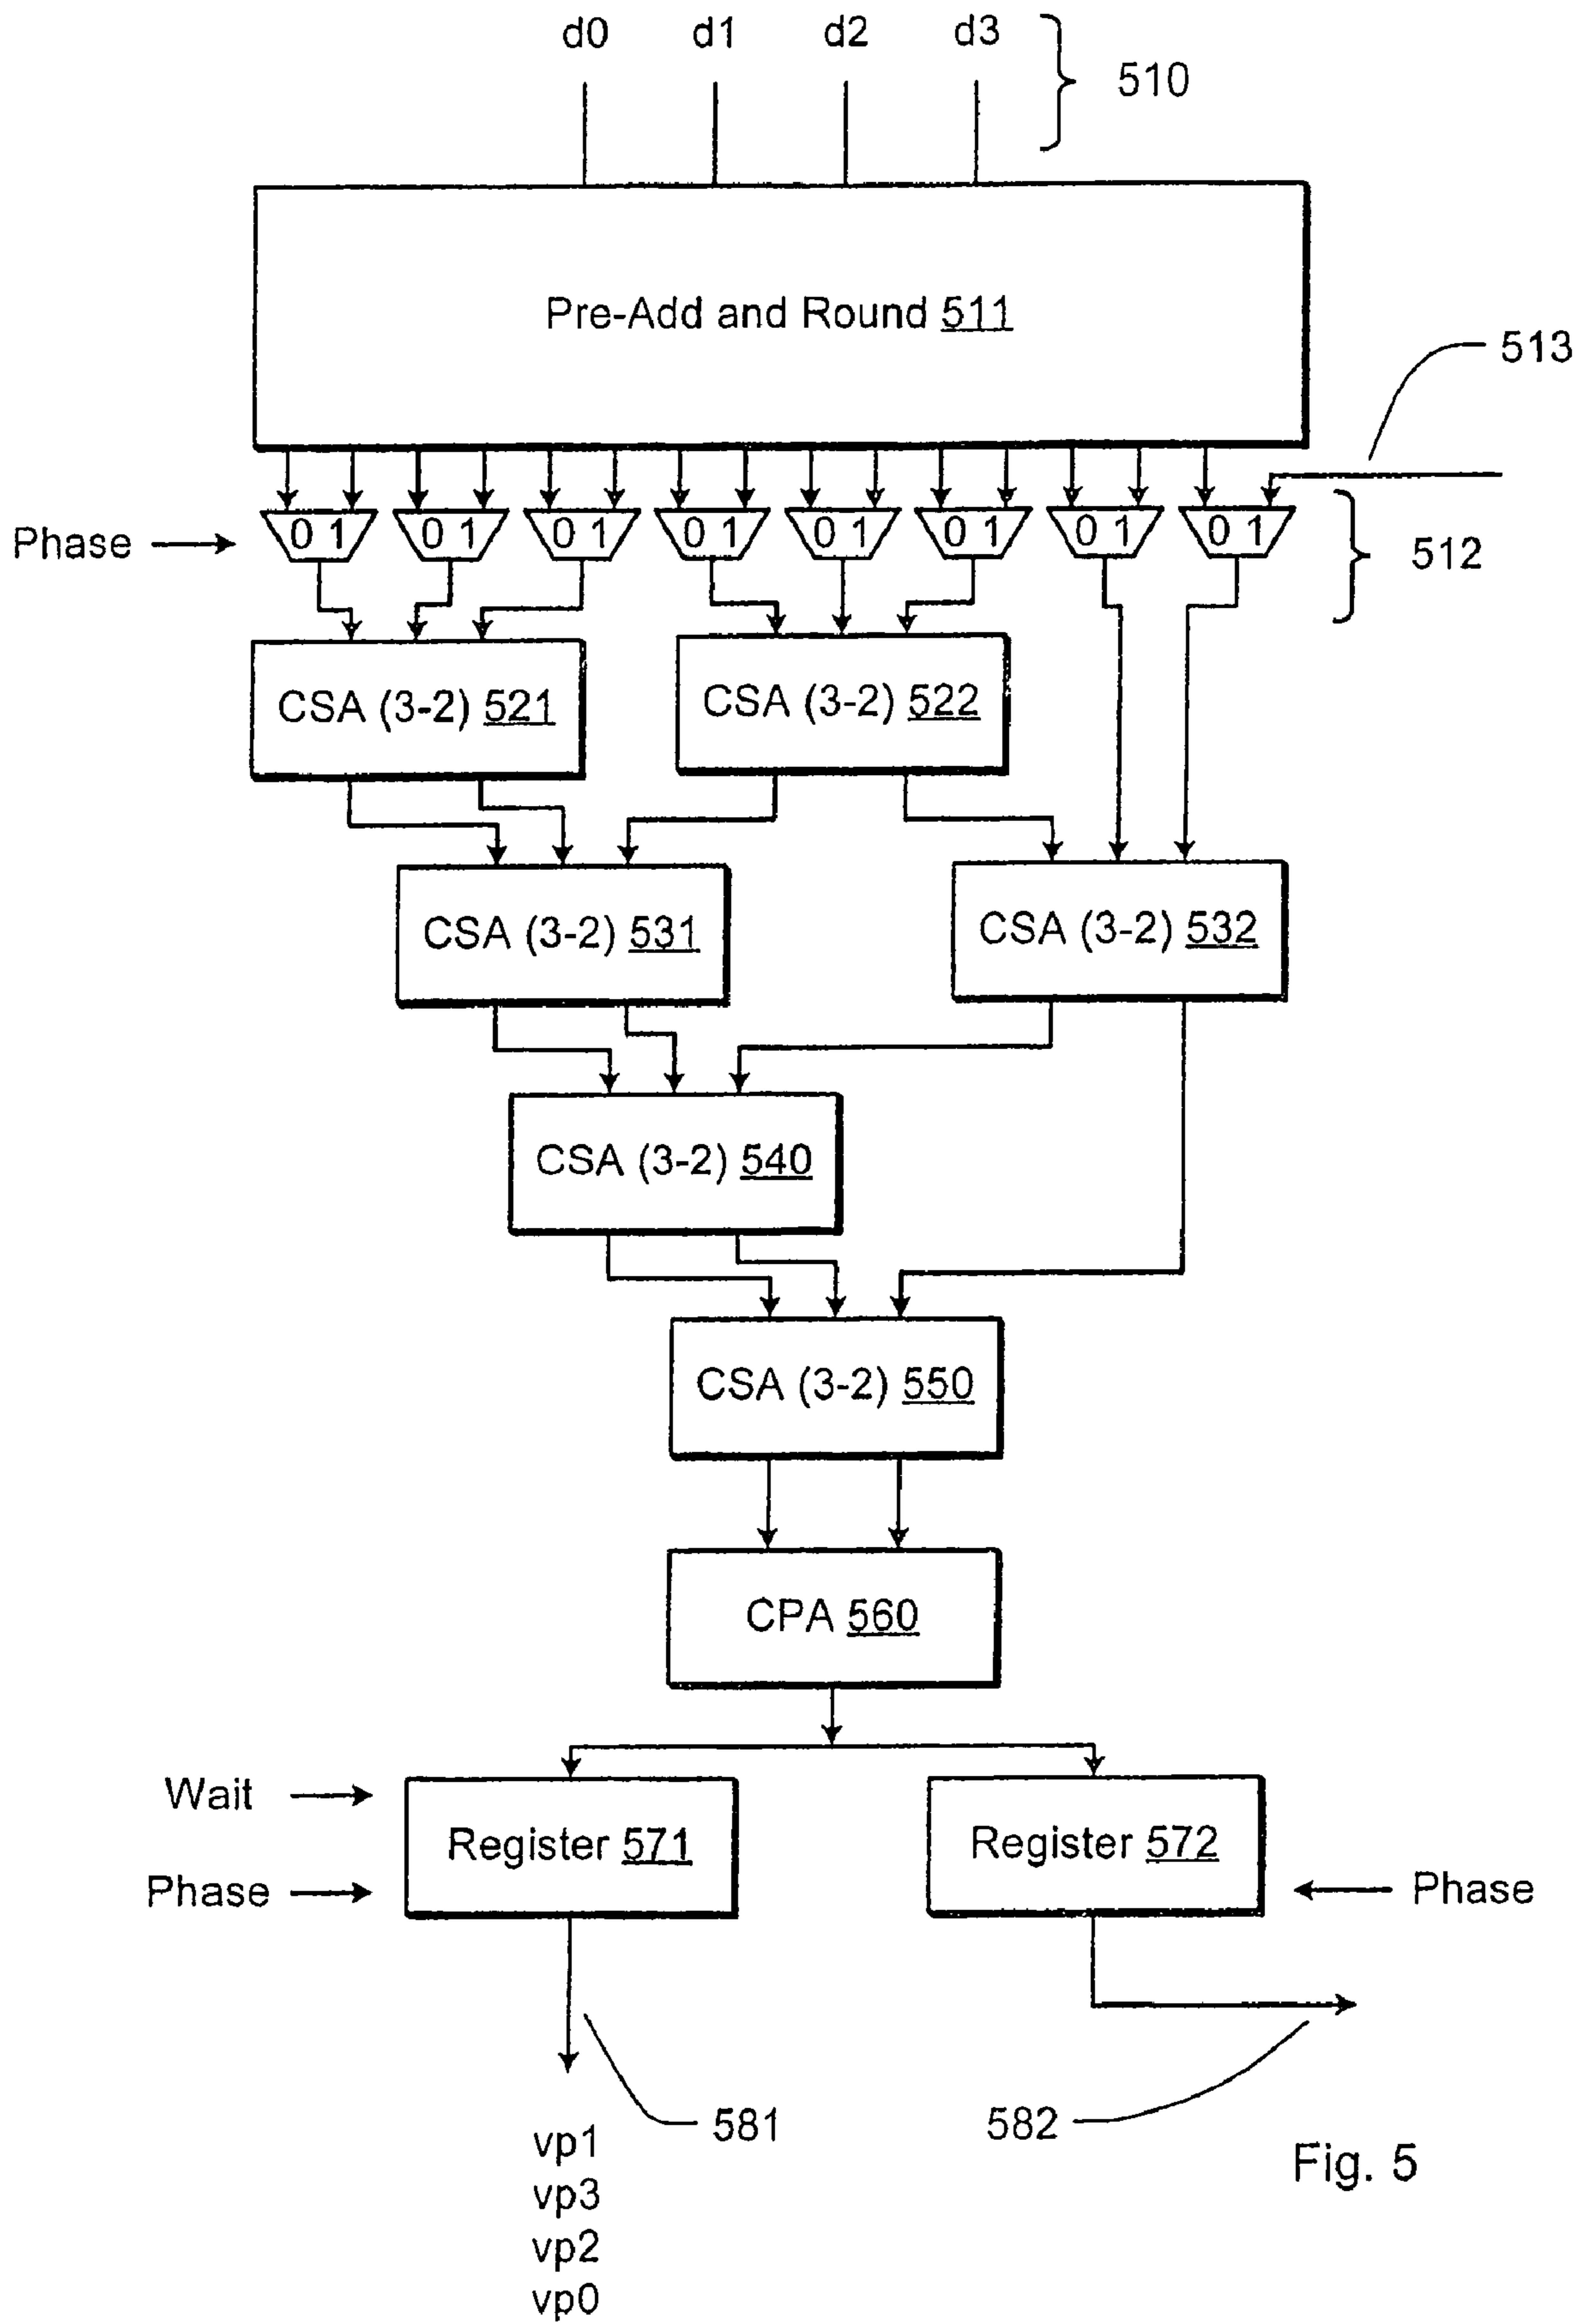 d0 d1 d2 d3
510
Pre-Add and Round 511
513
Phase
0 1 0 1 0 1 0 1 0 1 0 1 0 1 0 1
512
CSA (3-2) 521
CSA (3-2) 522
CSA (3-2) 531
CSA (3-2) 532
CSA (3-2) 540
CSA (3-2) 550
CPA 560
Wait
Register 571
Register 572
Phase
Phase
581
582
vp1
vp3
vp2
vp0
Fig. 5